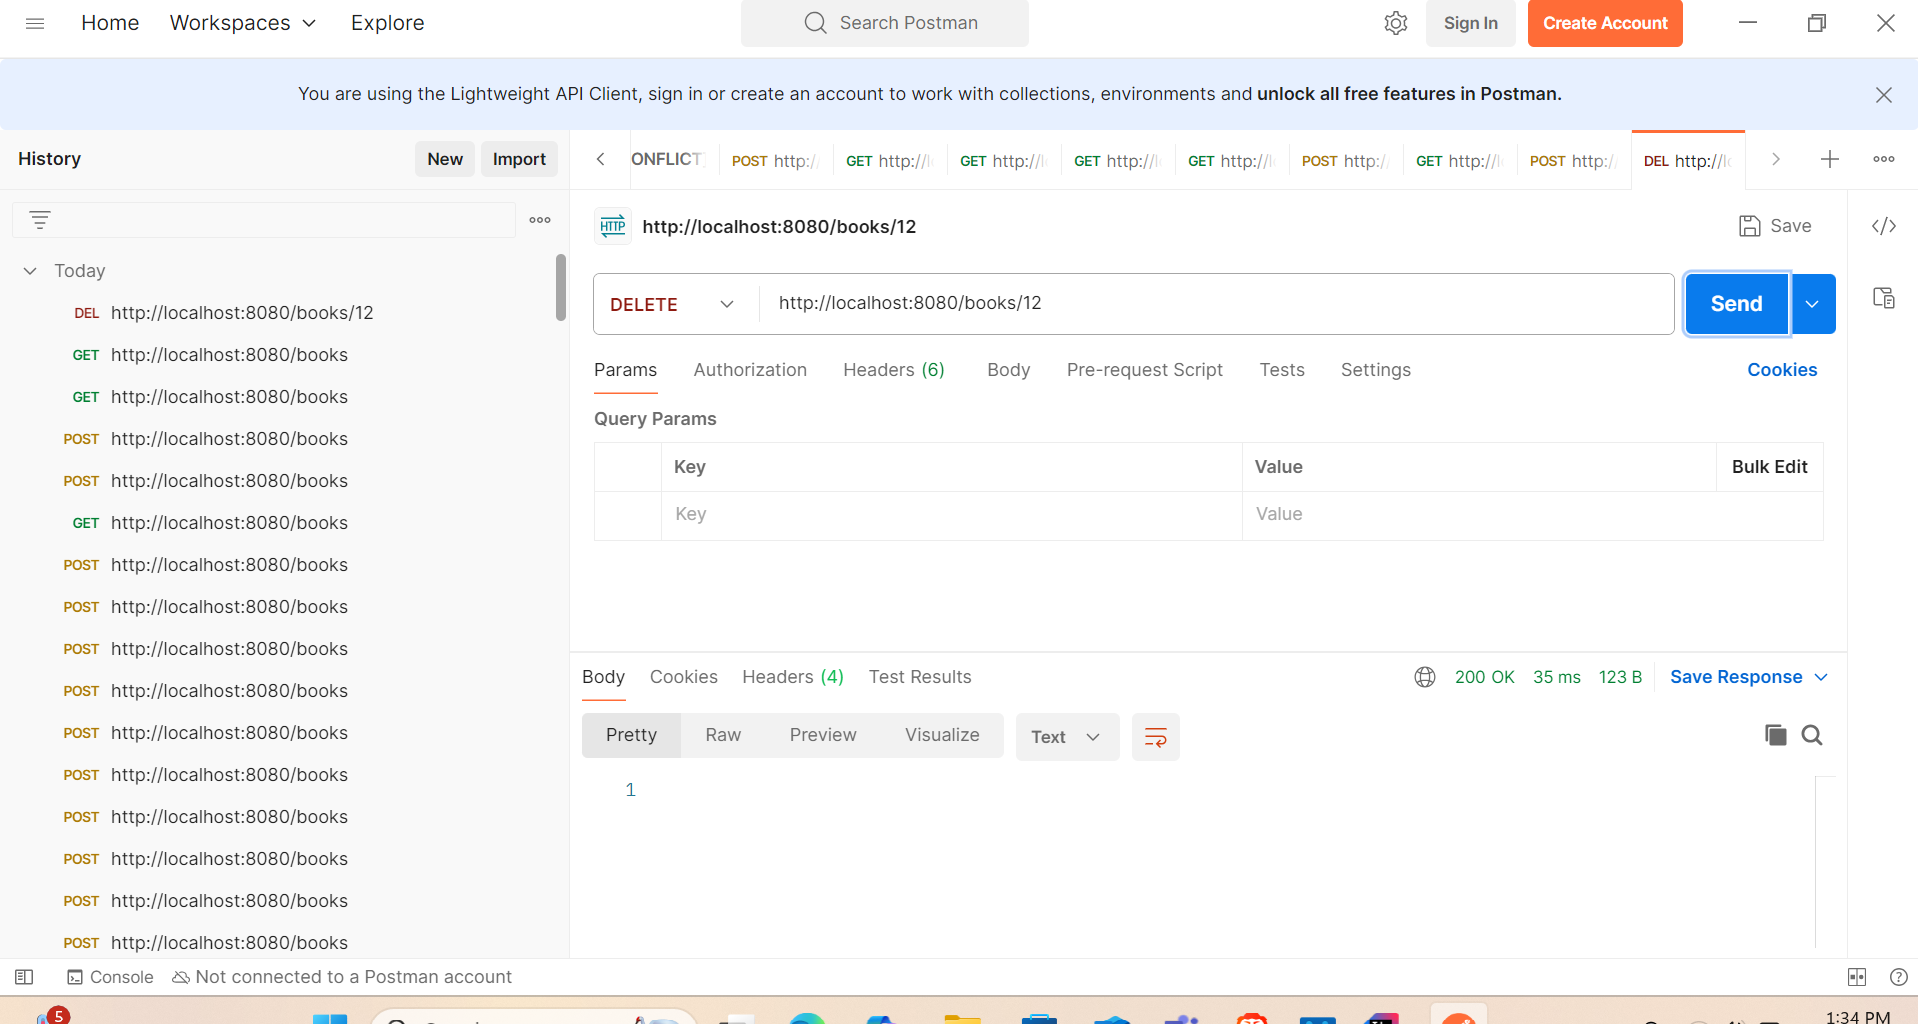 Home Workspaces Explore Search Postman Sign In Create Account
You are using the Lightweight API Client, sign in or create an account to work with collections, environments and unlock all free features in Postman.
History New Import
ONFLICT POST http:/ GET http://l GET http://l GET http://l GET http://l POST http:/ GET http://l POST http:/ DEL http://l
HTTP http://localhost:8080/books/12 Save
Today
DEL http://localhost:8080/books/12
GET http://localhost:8080/books
GET http://localhost:8080/books
POST http://localhost:8080/books
POST http://localhost:8080/books
GET http://localhost:8080/books
POST http://localhost:8080/books
POST http://localhost:8080/books
POST http://localhost:8080/books
POST http://localhost:8080/books
POST http://localhost:8080/books
POST http://localhost:8080/books
POST http://localhost:8080/books
POST http://localhost:8080/books
POST http://localhost:8080/books
POST http://localhost:8080/books
DELETE http://localhost:8080/books/12 Send
Params Authorization Headers (6) Body Pre-request Script Tests Settings Cookies
Query Params
Key Value Bulk Edit
Key Value
Body Cookies Headers (4) Test Results 200 OK 35 ms 123 B Save Response
Pretty Raw Preview Visualize Text
1
Console Not connected to a Postman account
5
1:34 PM